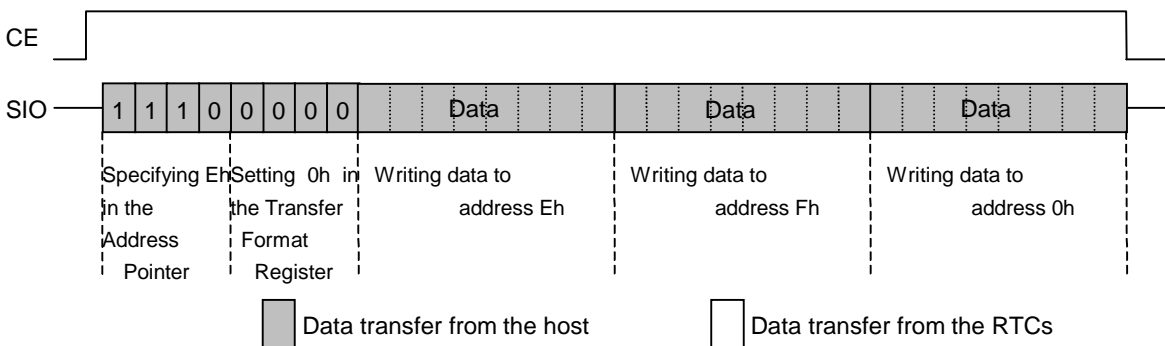 CE
SIO 1 1 1 0 0 0 0 0 Data Data Data
Specifying Eh Setting 0h in Writing data to Writing data to Writing data to
in the the Transfer address Eh address Fh address 0h
Address Format
Pointer Register
Data transfer from the host Data transfer from the RTCs